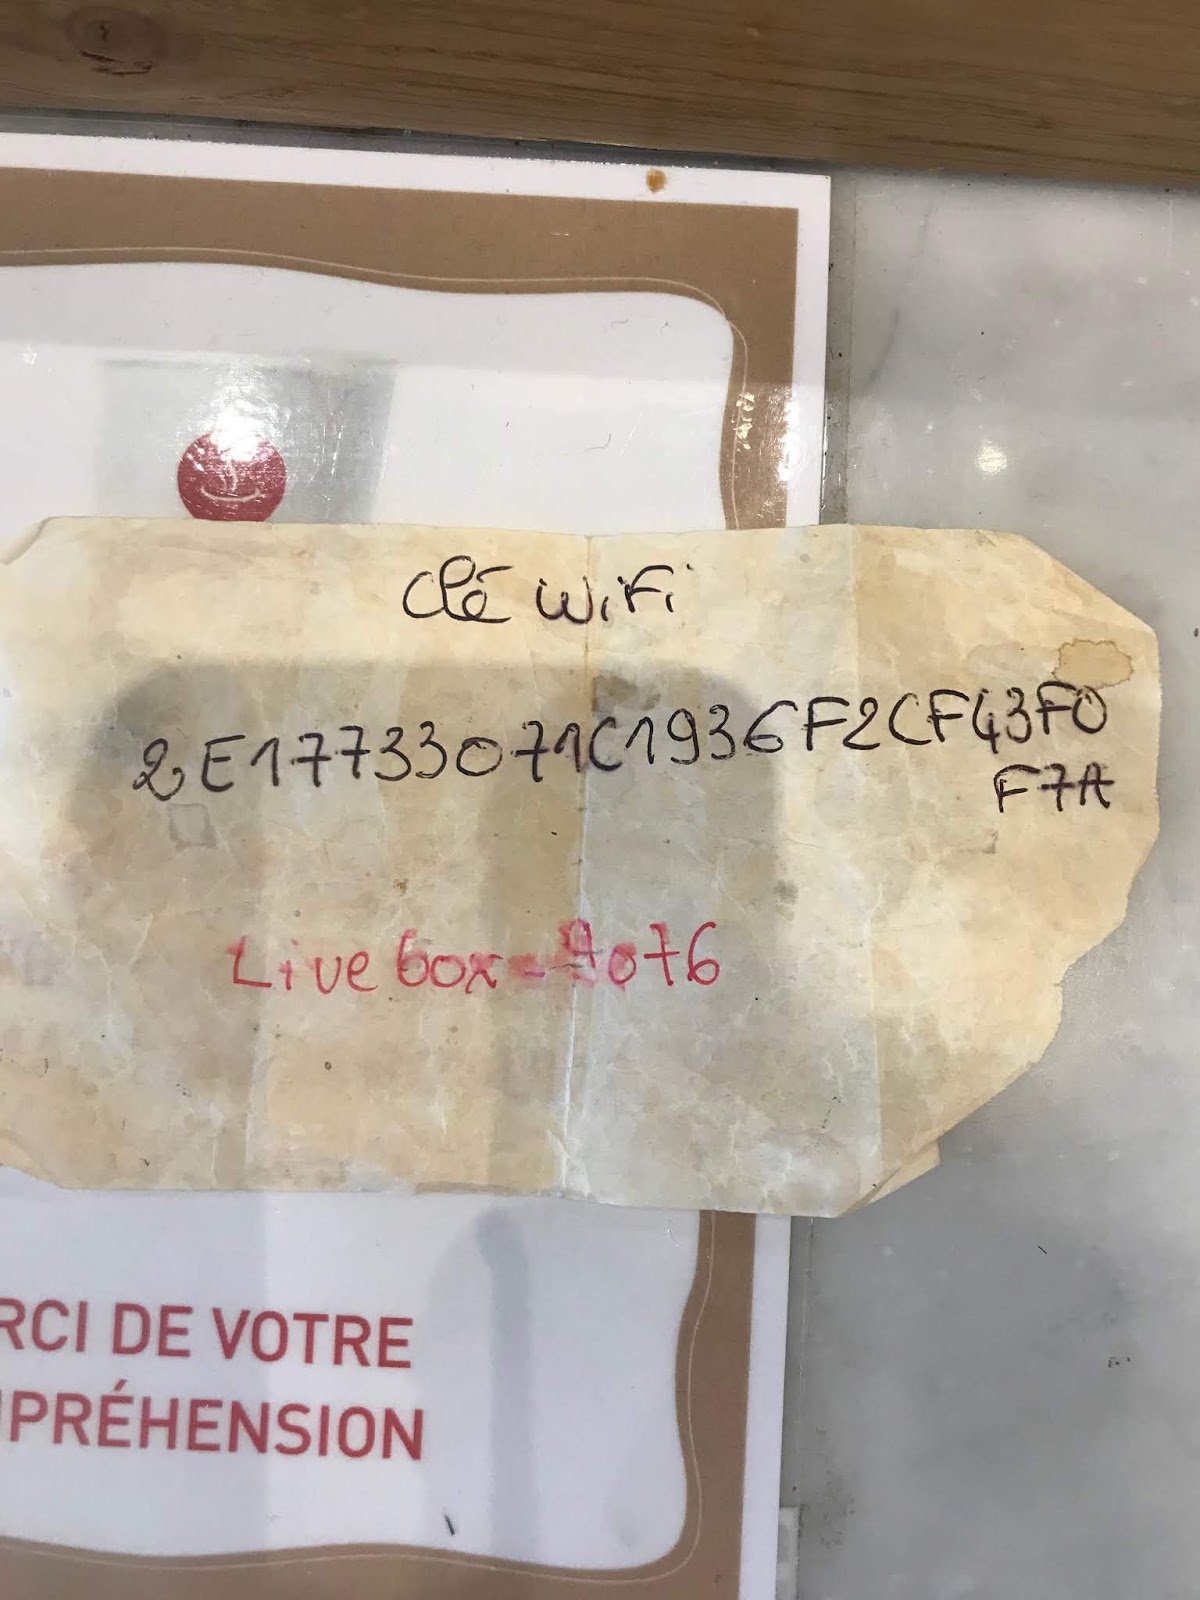 Clé WiFi
2E17733071C1936F2CF43F0
F7A
Livebox-9076
RCI DE VOTRE
PRÉHENSION